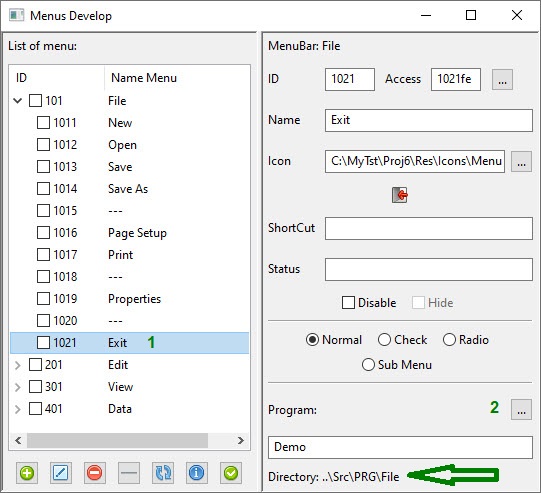 Menus Develop
List of menu:
ID Name Menu
101 File
1011 New
1012 Open
1013 Save
1014 Save As
1015 ---
1016 Page Setup
1017 Print
1018 ---
1019 Properties
1020 ---
1021 Exit 1
201 Edit
301 View
401 Data
MenuBar: File
ID 1021 Access 1021fe ...
Name Exit
Icon C:\MyTst\Proj6\Res\Icons\Menu ...
ShortCut
Status
Disable Hide
Normal Check Radio
Sub Menu
Program: 2 ...
Demo
Directory: ..\Src\PRG\File